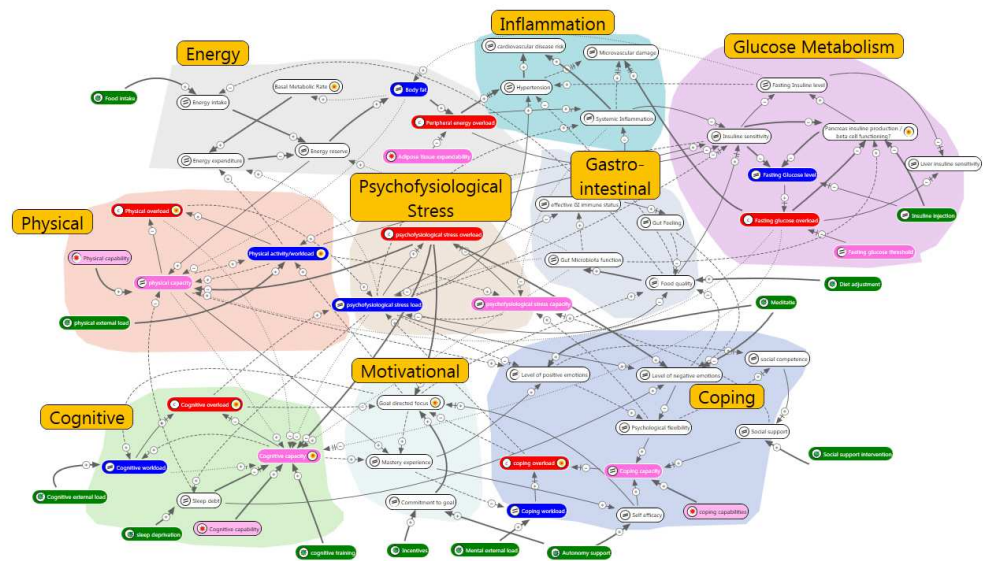 Inflammation
Energy
Glucose Metabolism
cardiovascular disease risk
Microvascular damage
Food intake
Energy intake
Basal Metabolic Rate
Body fat
Hypertension
Fasting Insuline level
Peripheral energy overload
Systemic Inflammation
Insuline sensitivity
Pancreas insuline production /
beta cell functioning?
Energy expenditure
Energy reserve
Adipose tissue expandability
Liver insuline sensitivity
Fasting Glucose level
Gastro-
intestinal
Psychofysiological
Stress
Physical
Physical overload
effective GI immune status
Gut Feeling
Fasting glucose overload
Insuline injection
psychofysiological stress overload
Physical capability
Physical activity/workload
Gut Microbiota function
Fasting glucose threshold
physical capacity
Food quality
Diet adjustment
physical external load
psychofysiological stress load
psychofysiological stress capacity
Meditatie
Motivational
Level of positive emotions
Level of negative emotions
social competence
Cognitive
Cognitive overload
Goal directed focus
Coping
Psychological flexibility
Social support
Cognitive workload
Cognitive capacity
Mastery experience
coping overload
Coping capacity
Social support intervention
Cognitive external load
Sleep debt
Commitment to goal
Coping workload
Self efficacy
coping capabilities
sleep deprivation
Cognitive capability
cognitive training
Incentives
Mental external load
Autonomy support